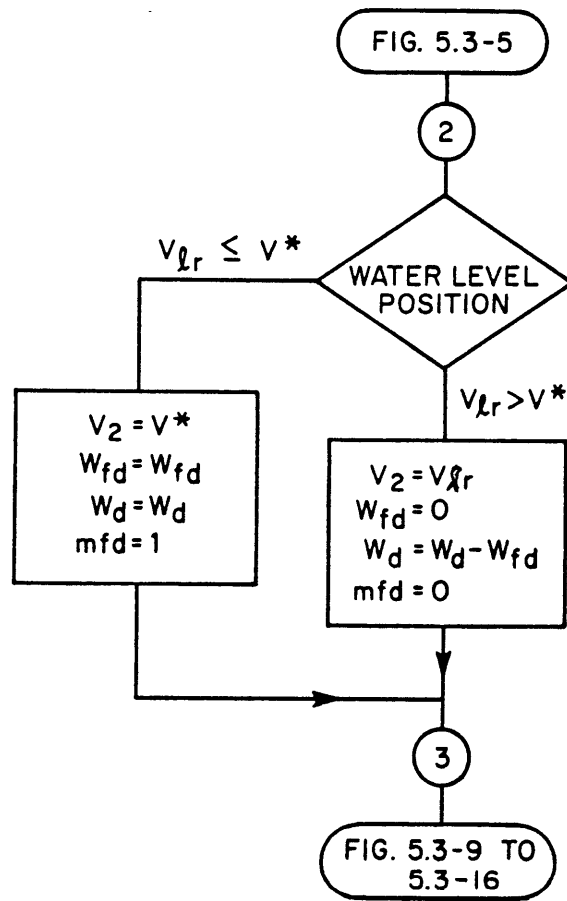 FIG. 5.3-5
2
Vℓr ≤ V*
WATER LEVEL
POSITION
Vℓr > V*
V2 = V*
Wfd = Wfd
Wd = Wd
mfd = 1
V2 = Vℓr
Wfd = 0
Wd = Wd - Wfd
mfd = 0
3
FIG. 5.3-9 TO
5.3-16